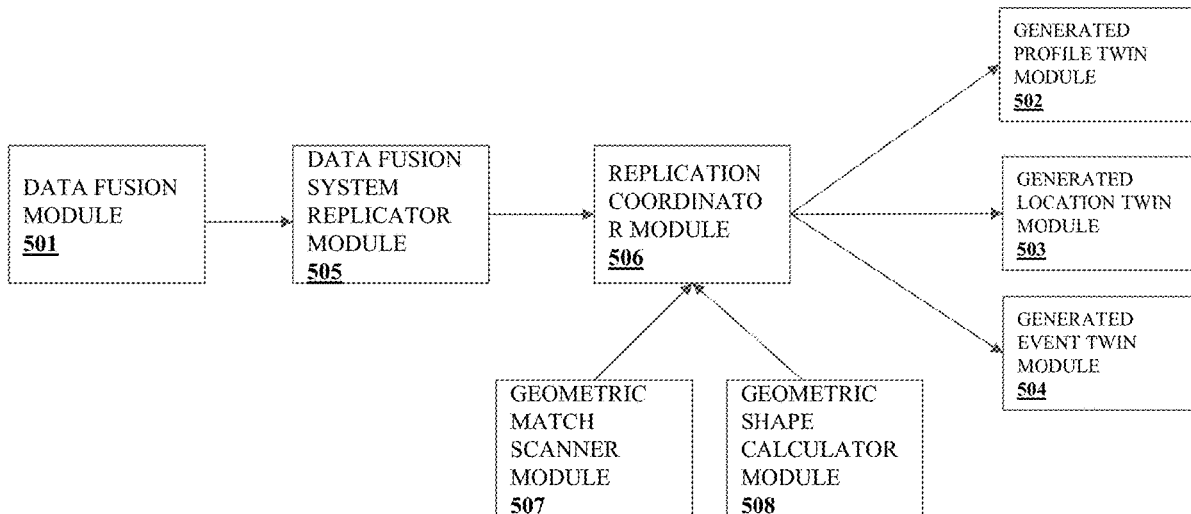 GENERATED
PROFILE TWIN
MODULE
502
DATA FUSION
MODULE
501
DATA FUSION
SYSTEM
REPLICATOR
MODULE
505
REPLICATION
COORDINATO
R MODULE
506
GENERATED
LOCATION TWIN
MODULE
503
GENERATED
EVENT TWIN
MODULE
504
GEOMETRIC
MATCH
SCANNER
MODULE
507
GEOMETRIC
SHAPE
CALCULATOR
MODULE
508